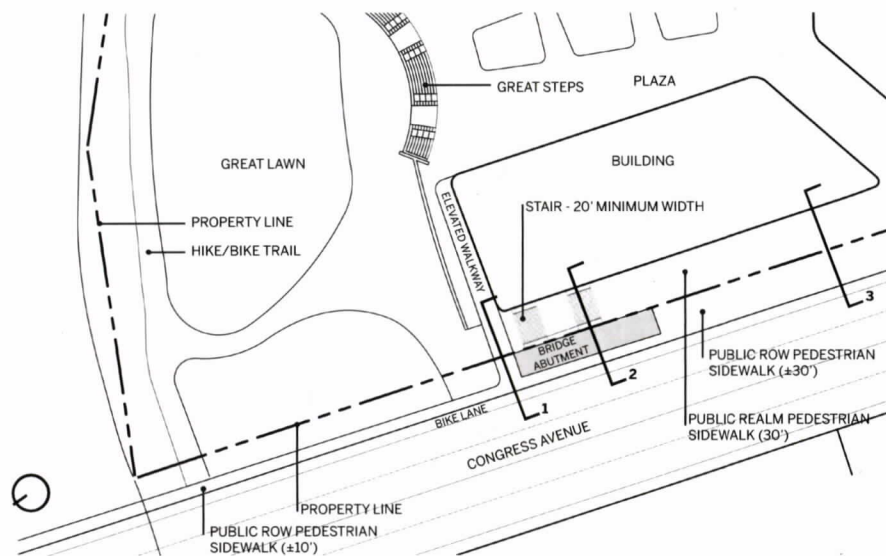 GREAT STEPS
PLAZA
GREAT LAWN
BUILDING
ELEVATED WALKWAY
STAIR - 20' MINIMUM WIDTH
PROPERTY LINE
HIKE/BIKE TRAIL
3
BRIDGE
ABUTMENT
2
PUBLIC ROW PEDESTRIAN
SIDEWALK (±30')
1
BIKE LANE
PUBLIC REALM PEDESTRIAN
SIDEWALK (30')
CONGRESS AVENUE
PROPERTY LINE
PUBLIC ROW PEDESTRIAN
SIDEWALK (±10')